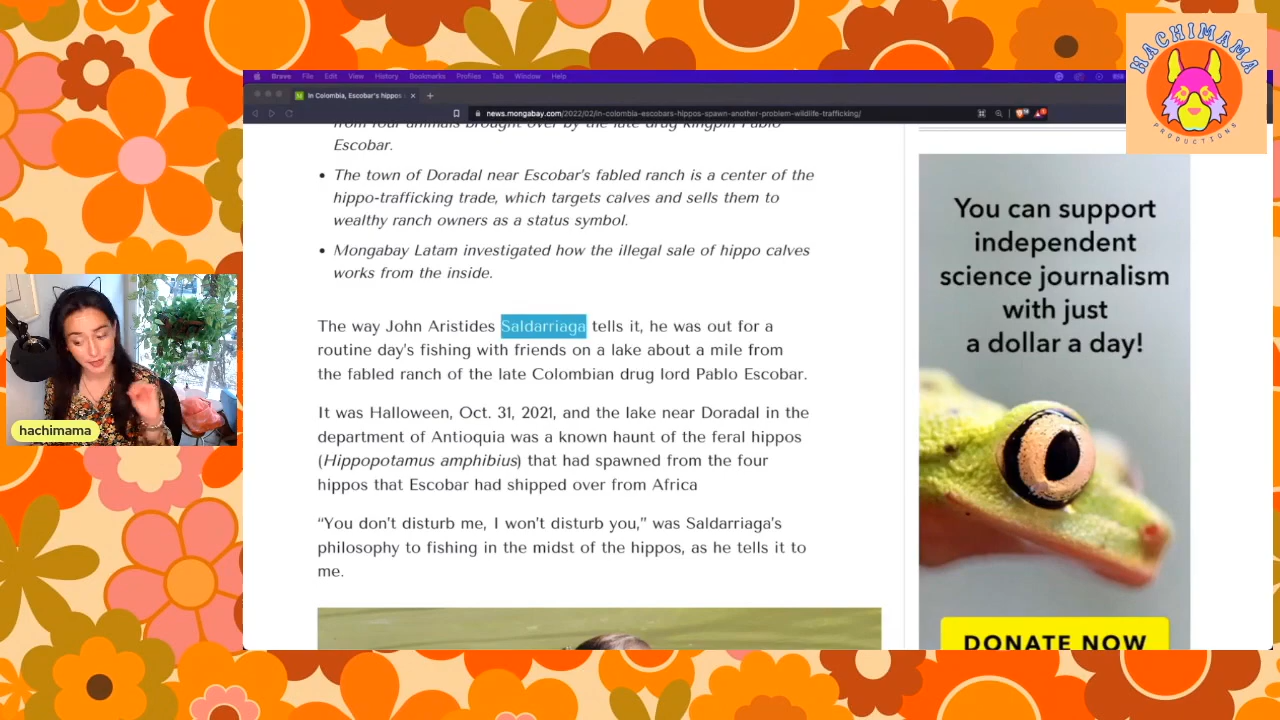 HACHIMAMA
PRODUCTIONS
Brave File Edit View History Bookmarks Profiles Tab Window Help
In Colombia, Escobar's hippos
news.mongabay.com/2022/02/in-colombia-escobars-hippos-spawn-another-problem-wildlife-trafficking/
from four animals brought over by the late drug kingpin Pablo
Escobar.
• The town of Doradal near Escobar's fabled ranch is a center of the
hippo-trafficking trade, which targets calves and sells them to
wealthy ranch owners as a status symbol.
• Mongabay Latam investigated how the illegal sale of hippo calves
works from the inside.
The way John Aristides Saldarriaga tells it, he was out for a
routine day's fishing with friends on a lake about a mile from
the fabled ranch of the late Colombian drug lord Pablo Escobar.
It was Halloween, Oct. 31, 2021, and the lake near Doradal in the
department of Antioquia was a known haunt of the feral hippos
(Hippopotamus amphibius) that had spawned from the four
hippos that Escobar had shipped over from Africa
“You don't disturb me, I won't disturb you,” was Saldarriaga's
philosophy to fishing in the midst of the hippos, as he tells it to
me.
You can support
independent
science journalism
with just
a dollar a day!
DONATE NOW
hachimama